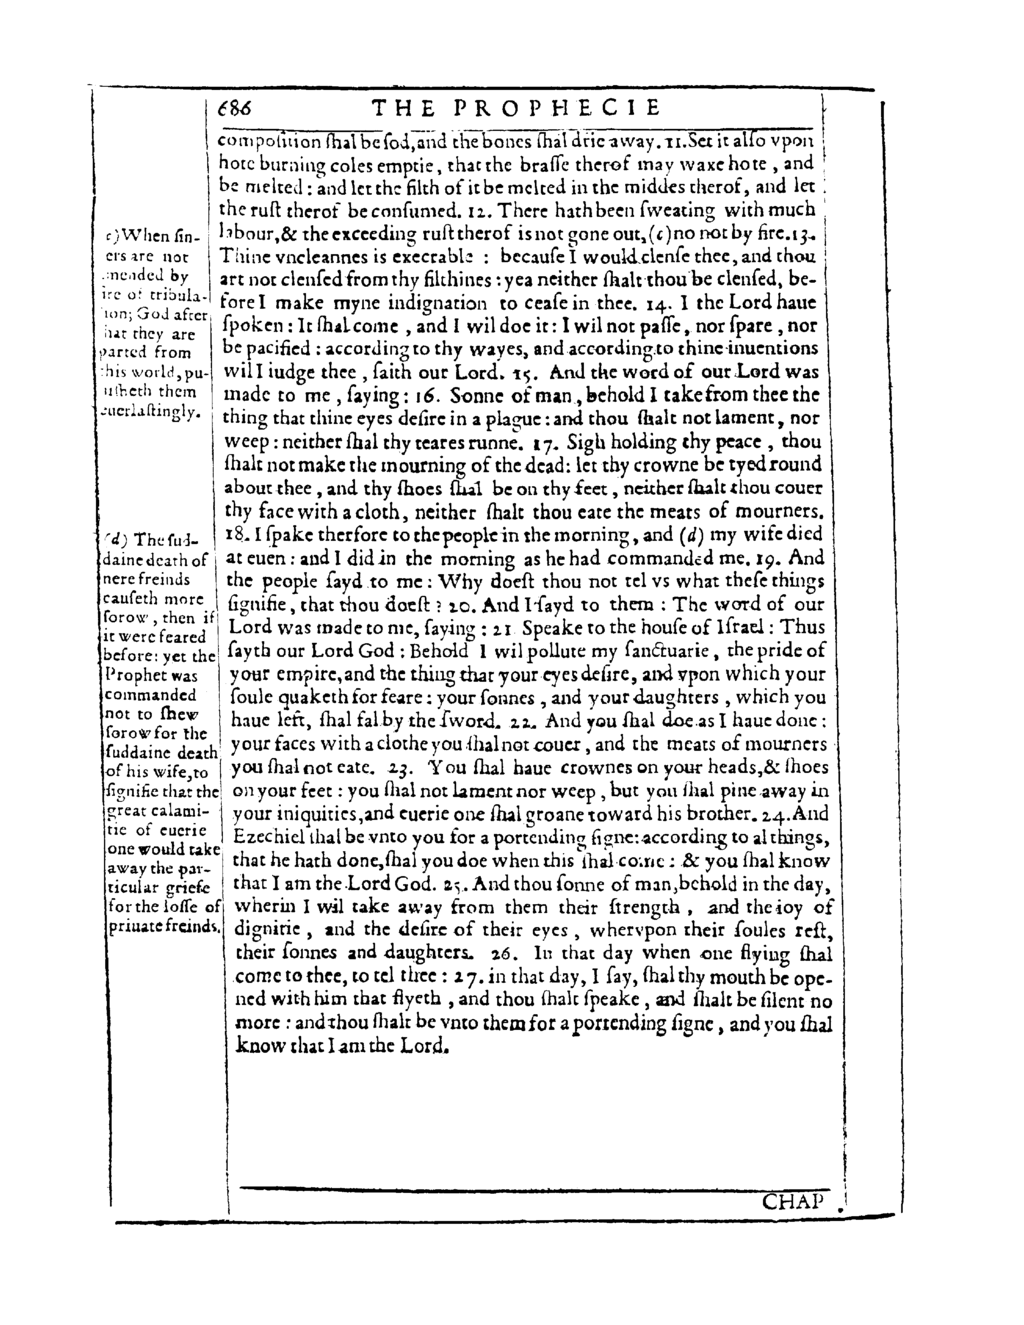 686 THE PROPHECIE
composition ſhal be ſod, and the bones ſhal drie away. 11. Set it alſo vpon
hote burning coles emptie, that the braſſe therof may waxe hote, and
be melted: and let the filth of it be melted in the middes therof, and let
the ruſt therof be conſumed. 12. There hath been ſweating with much
labour, & the exceeding ruſt therof is not gone out, (c) no not by fire. 13.
Thine vncleannes is execrable: becauſe I would clenſe thee, and thou
art not clenſed from thy filthines: yea neither ſhalt thou be clenſed, be-
fore I make myne indignation to ceaſe in thee. 14. I the Lord haue
ſpoken: It ſhal come, and I wil doe it: I wil not paſſe, nor ſpare, nor
be pacified: according to thy wayes, and according to thine inuentions
wil I iudge thee, ſaith our Lord. 15. And the word of our Lord was
made to me, ſaying: 16. Sonne of man, behold I take from thee the
thing that thine eyes deſire in a plague: and thou ſhalt not lament, nor
weep: neither ſhal thy teares runne. 17. Sigh holding thy peace, thou
ſhalt not make the mourning of the dead: let thy crowne be tyed round
about thee, and thy ſhoes ſhal be on thy feet, neither ſhalt thou couer
thy face with a cloth, neither ſhalt thou eate the meats of mourners.
18. I ſpake therfore to the people in the morning, and (d) my wife died
at euen: and I did in the morning as he had commanded me. 19. And
the people ſayd to me: Why doeſt thou not tel vs what theſe things
ſignifie, that thou doeſt? 20. And I ſayd to them: The word of our
Lord was made to me, ſaying: 21 Speake to the houſe of Iſrael: Thus
ſayth our Lord God: Behold I wil pollute my ſanctuarie, the pride of
your empire, and the thing that your eyes deſire, and vpon which your
ſoule quaketh for feare: your ſonnes, and your daughters, which you
haue left, ſhal fal by the ſword. 22. And you ſhal doe as I haue done:
your faces with a clothe you ſhal not couer, and the meats of mourners
you ſhal not eate. 23. You ſhal haue crownes on your heads, & ſhoes
on your feet: you ſhal not lament nor weep, but you ſhal pine away in
your iniquities, and euerie one ſhal groane toward his brother. 24. And
Ezechiel ſhal be vnto you for a portending ſigne: according to al things,
that he hath done, ſhal you doe when this ſhal come: & you ſhal know
that I am the Lord God. 25. And thou ſonne of man, behold in the day,
wherin I wil take away from them their ſtrength, and the ioy of
dignitie, and the deſire of their eyes, whervpon their ſoules reſt,
their ſonnes and daughters. 26. In that day when one flying ſhal
come to thee, to tel thee: 27. in that day, I ſay, ſhal thy mouth be ope-
ned with him that flyeth, and thou ſhalt ſpeake, and ſhalt be ſilent no
more: and thou ſhalt be vnto them for a portending ſigne, and you ſhal
know that I am the Lord.
c) When ſin-
ers are not
mended by
ire of tribula-
ion; God after
hat they are
parted from
this world, pu-
iſheth them
euerlaſtingly.
(d) The ſud-
daine death of
nere freinds
cauſeth more
ſorow, then if
it were feared
before: yet the
Prophet was
commanded
not to ſhew
ſorow for the
ſuddaine death
of his wife, to
ſignifie that the
great calami-
tie of euerie
one would take
away the par-
ticular griefe
for the loſſe of
priuate freinds.
CHAP.